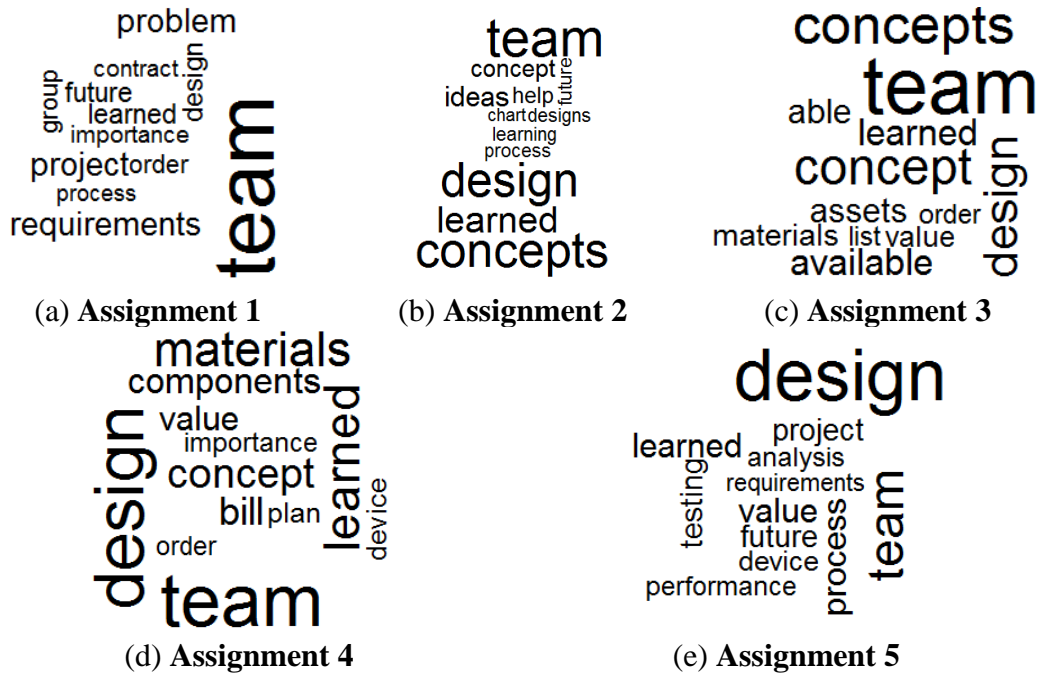 problem
contract
design
group
future
learned
importance
project order
process
requirements
team
(a) Assignment 1
team
concept
future
ideas help
chart designs
learning
process
design
learned
concepts
(b) Assignment 2
concepts
team
able
learned
concept
design
assets order
materials list value
available
(c) Assignment 3
materials
components
design
value
learned
importance
concept
bill plan
device
order
team
(d) Assignment 4
design
project
learned
analysis
testing
requirements
team
value
process
future
device
performance
(e) Assignment 5